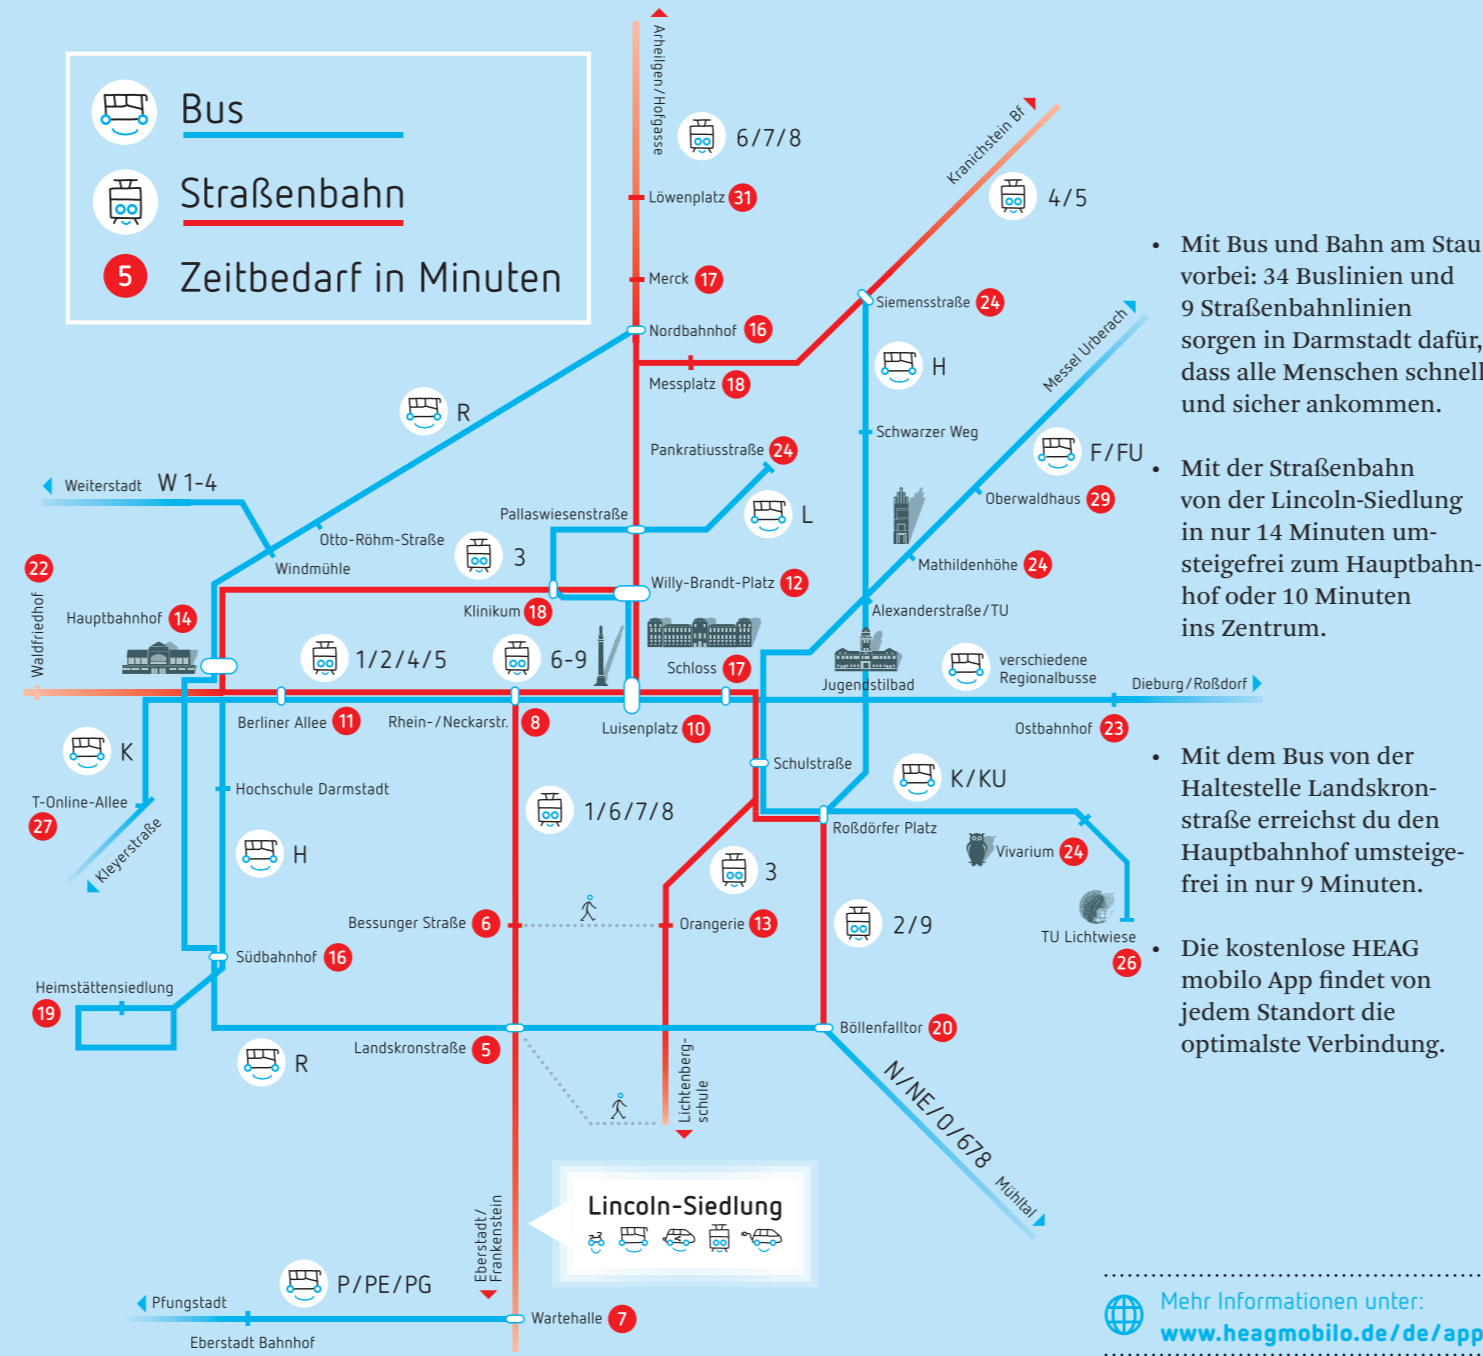 Bus
Straßenbahn
5 Zeitbedarf in Minuten
Arheilgen/Hofgasse
6/7/8
Löwenplatz 31
Merck 17
Nordbahnhof 16
Messplatz 18
Kranichstein Bf
4/5
Siemensstraße 24
H
Schwarzer Weg
Messel Urberach
F/FU
Oberwaldhaus 29
Mathildenhöhe 24
Alexanderstraße/TU
R
Weiterstadt W 1-4
Otto-Röhm-Straße
Windmühle
Pankratiusstraße 24
L
Pallaswiesenstraße
3
Willy-Brandt-Platz 12
Klinikum 18
22
Waldfriedhof
Hauptbahnhof 14
1/2/4/5
6-9
Schloss 17
Jugendstilbad
verschiedene
Regionalbusse
Dieburg/Roßdorf
Berliner Allee 11
Rhein-/Neckarstr. 8
Luisenplatz 10
Ostbahnhof 23
K
T-Online-Allee
27
Kleyerstraße
Hochschule Darmstadt
H
1/6/7/8
Schulstraße
K/KU
Roßdörfer Platz
Vivarium 24
TU Lichtwiese
26
3
2/9
Bessunger Straße 6
Orangerie 13
Südbahnhof 16
Heimstättensiedlung
19
R
Landskronstraße 5
Böllenfalltor 20
Lichtenberg-
schule
N/NE/O/678
Mühltal
Lincoln-Siedlung
Eberstadt/
Frankenstein
P/PE/PG
Pfungstadt
Eberstadt Bahnhof
Wartehalle 7
• Mit Bus und Bahn am Stau
vorbei: 34 Buslinien und
9 Straßenbahnlinien
sorgen in Darmstadt dafür,
dass alle Menschen schnell
und sicher ankommen.
• Mit der Straßenbahn
von der Lincoln-Siedlung
in nur 14 Minuten um-
steigefrei zum Hauptbahn-
hof oder 10 Minuten
ins Zentrum.
• Mit dem Bus von der
Haltestelle Landskron-
straße erreichst du den
Hauptbahnhof umsteige-
frei in nur 9 Minuten.
• Die kostenlose HEAG
mobilo App findet von
jedem Standort die
optimalste Verbindung.
Mehr Informationen unter:
www.heagmobilo.de/de/app